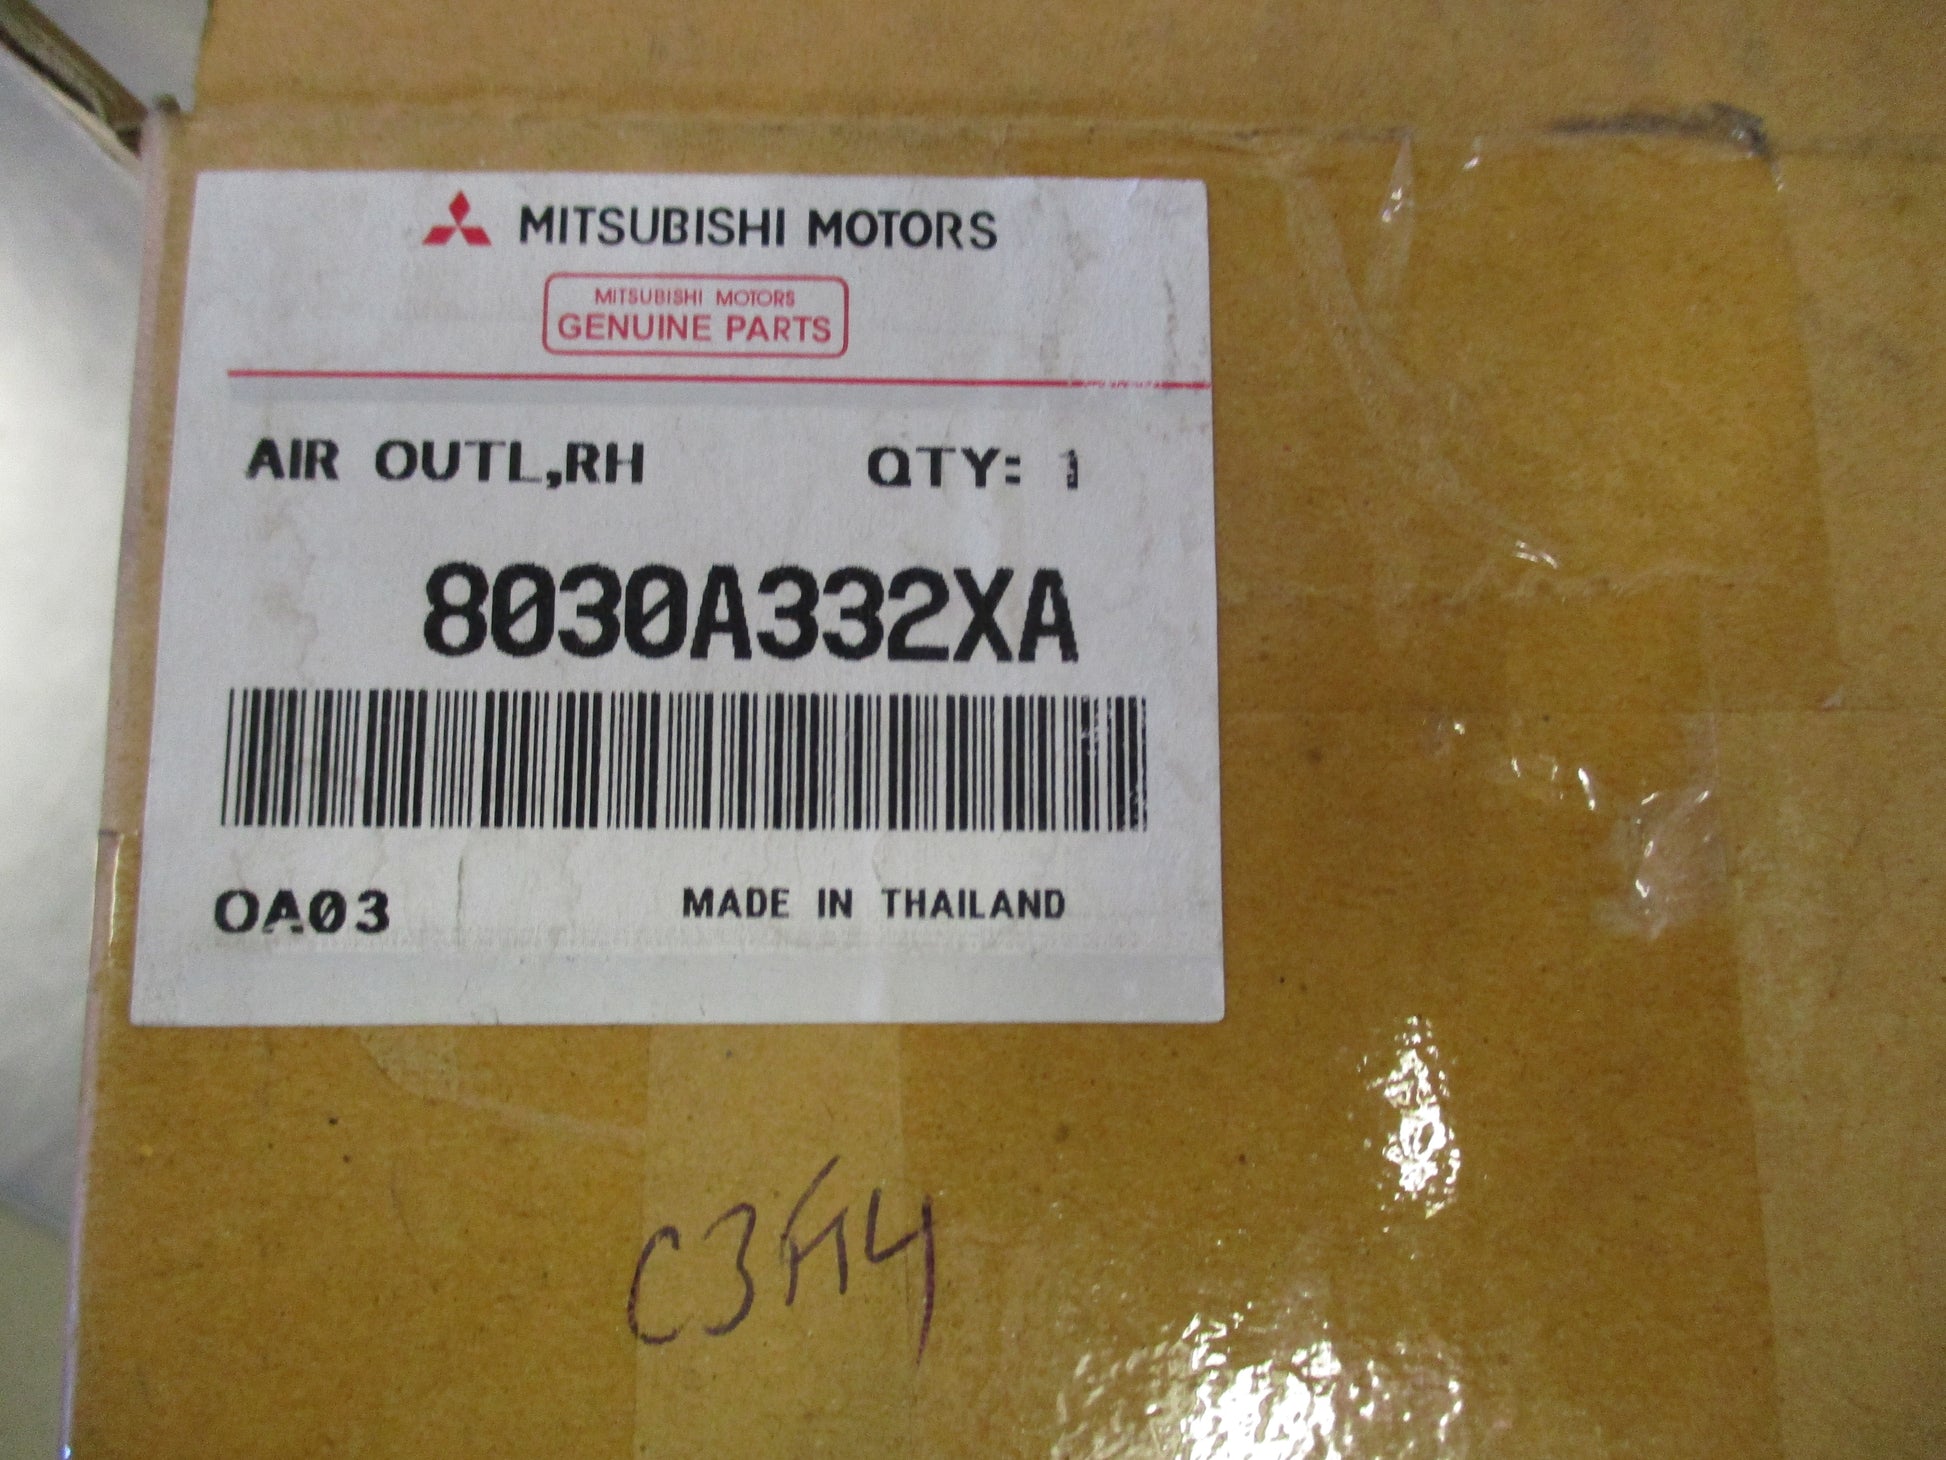 MITSUBISHI MOTORS
MITSUBISHI MOTORS
GENUINE PARTS
AIR OUTL,RH QTY: 1
8030A332XA
OA03 MADE IN THAILAND